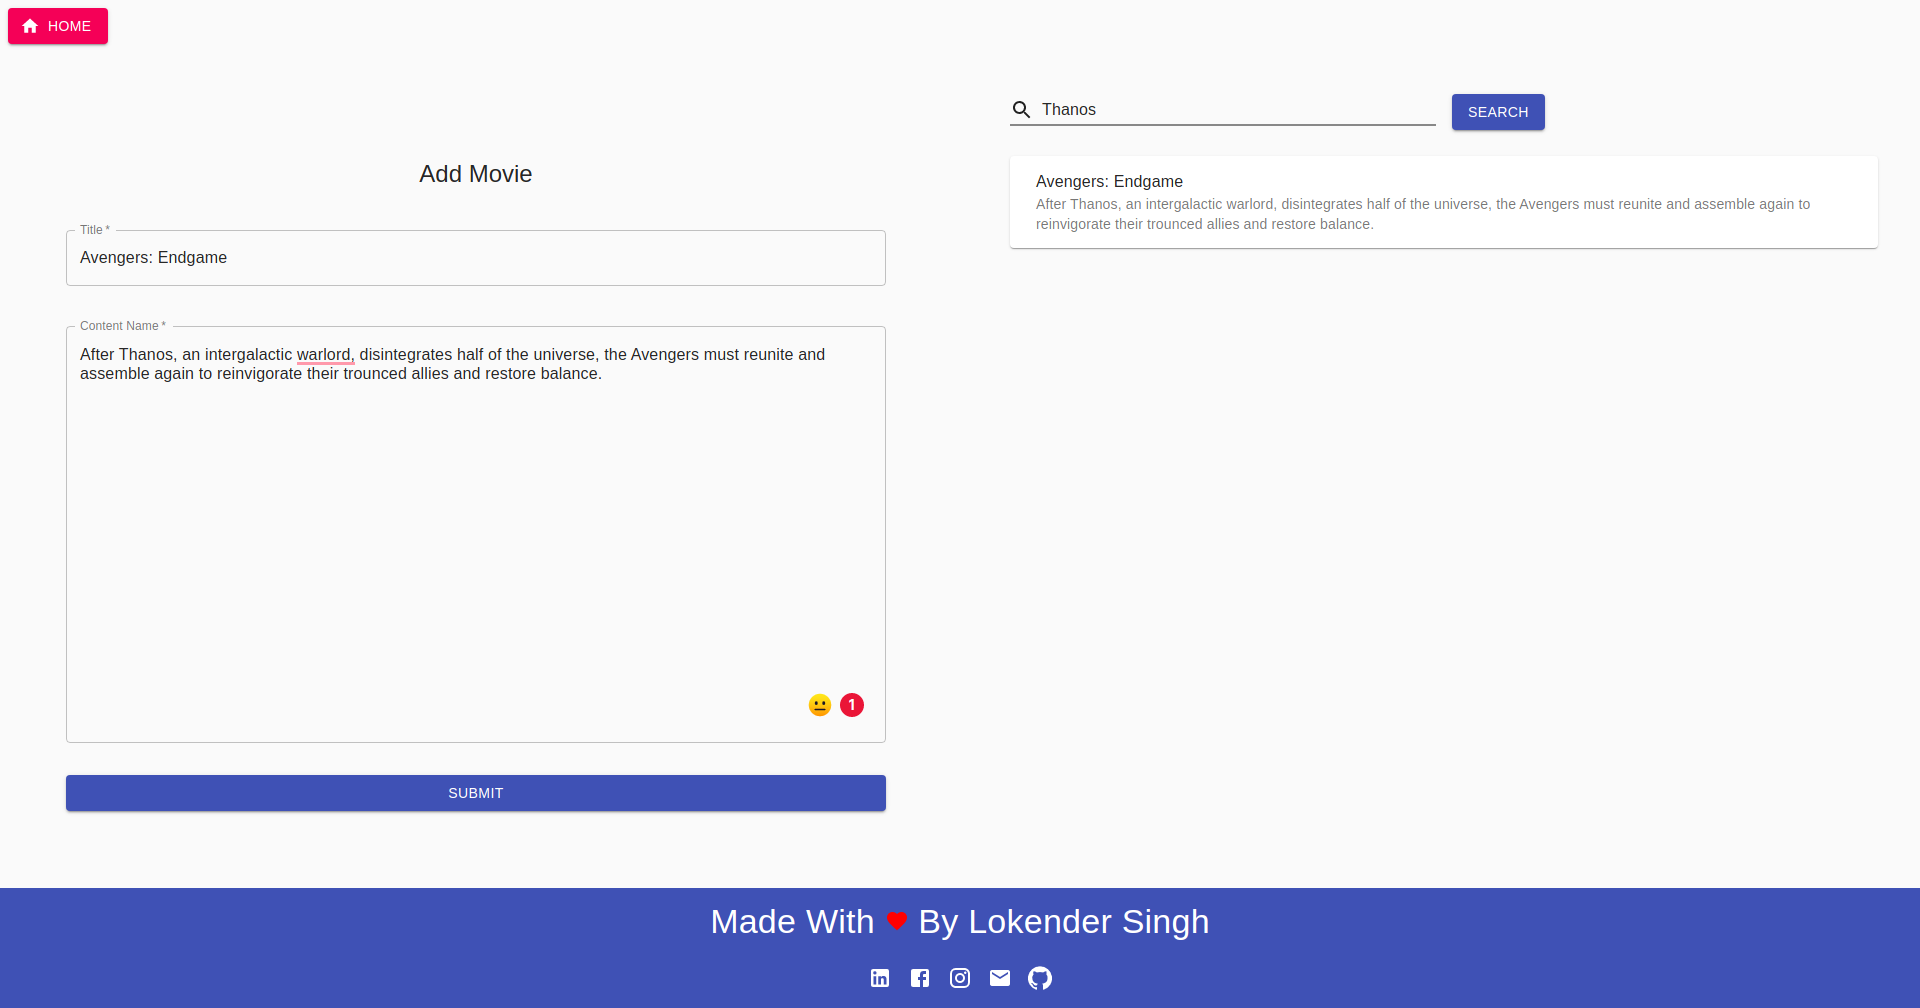 HOME
Thanos
SEARCH
Add Movie
Title *
Avengers: Endgame
Content Name *
After Thanos, an intergalactic warlord, disintegrates half of the universe, the Avengers must reunite and
assemble again to reinvigorate their trounced allies and restore balance.
1
SUBMIT
Avengers: Endgame
After Thanos, an intergalactic warlord, disintegrates half of the universe, the Avengers must reunite and assemble again to
reinvigorate their trounced allies and restore balance.
Made With By Lokender Singh
in